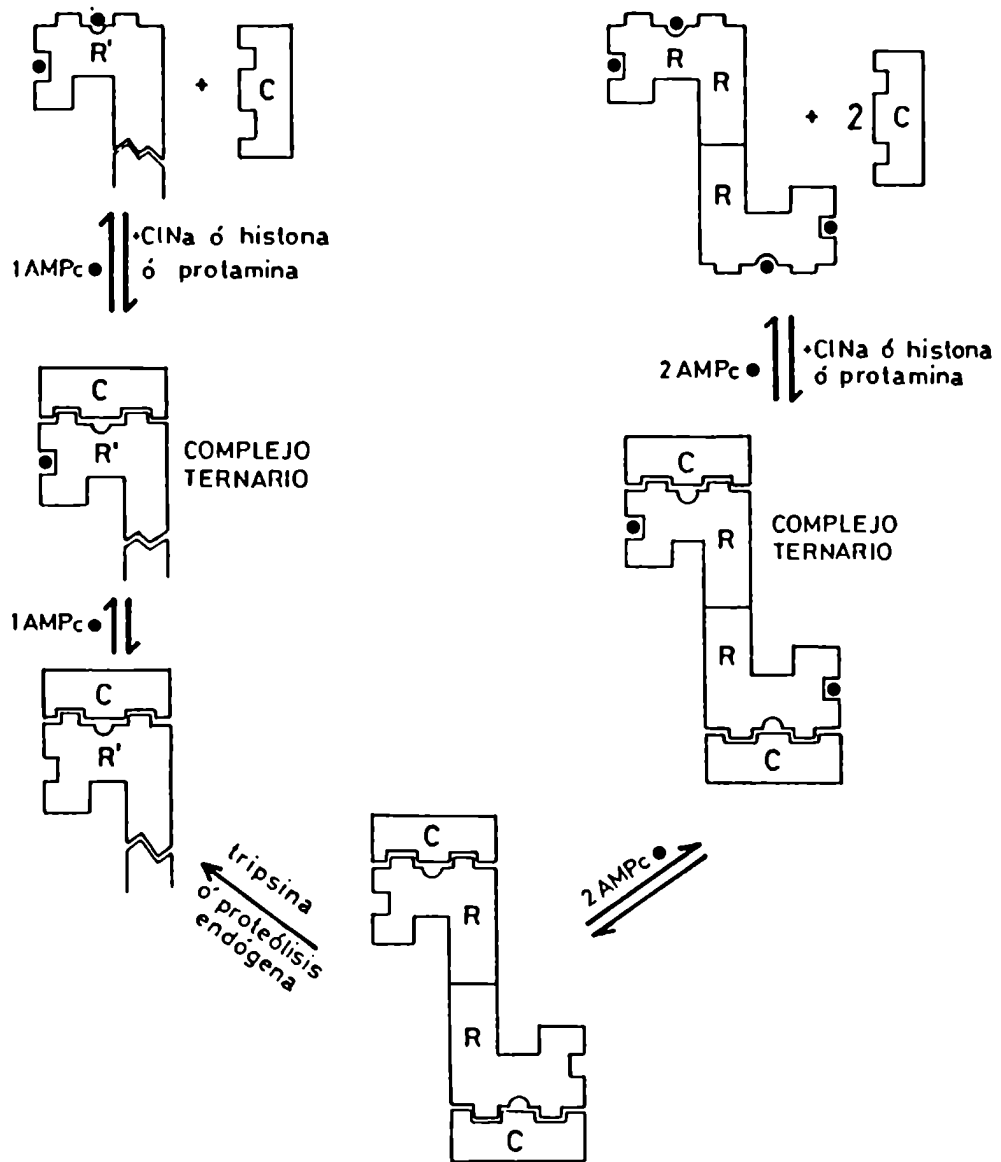 R'
+
C
R
R
+ 2 C
R
1 AMPc
+ClNa ó histona
ó protamina
2 AMPc
+ClNa ó histona
ó protamina
C
R'
COMPLEJO
TERNARIO
C
R
R
C
COMPLEJO
TERNARIO
1 AMPc
C
R'
tripsina
ó proteólisis
endógena
2 AMPc
C
R
R
C